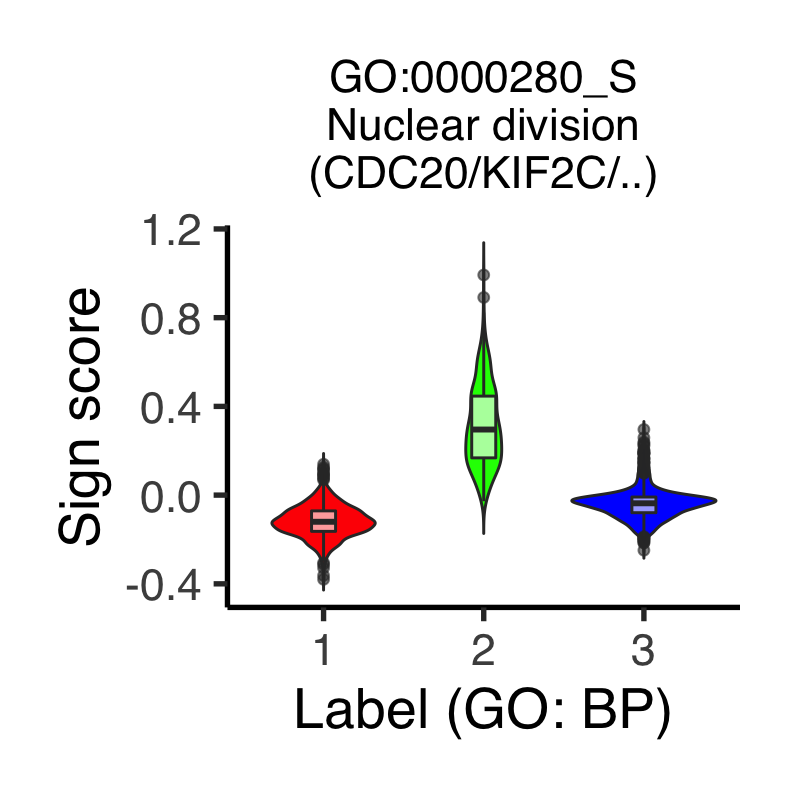 GO:0000280_S
Nuclear division
(CDC20/KIF2C/..)
Sign score
1.2
0.8
0.4
0.0
-0.4
1 2 3
Label (GO: BP)